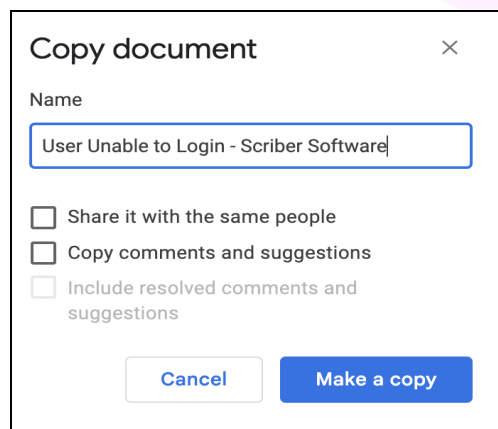 Copy document
Name
User Unable to Login - Scriber Software
Share it with the same people
Copy comments and suggestions
Include resolved comments and
suggestions
Cancel
Make a copy